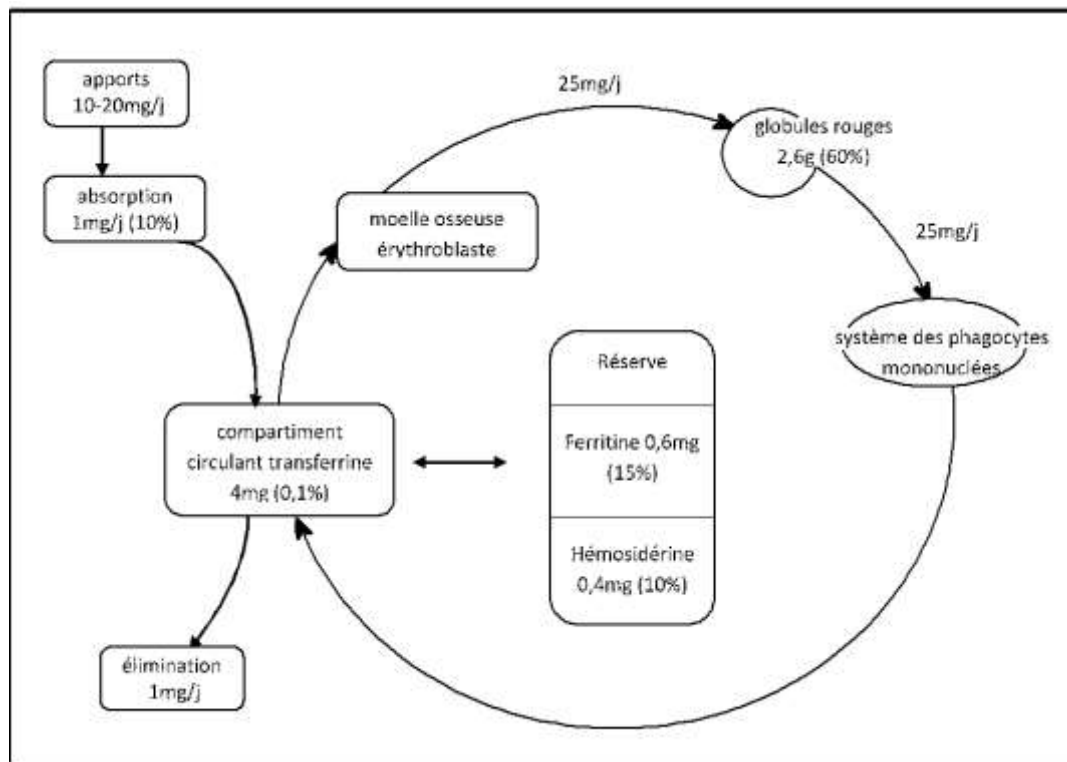 apports
10-20mg/j
absorption
1mg/j (10%)
25mg/j
globules rouges
2,6g (60%)
moelle osseuse
érythroblaste
25mg/j
système des phagocytes
mononuclées
Réserve
Ferritine 0,6mg
(15%)
Hémosidérine
0,4mg (10%)
compartiment
circulant transferrine
4mg (0,1%)
élimination
1mg/j